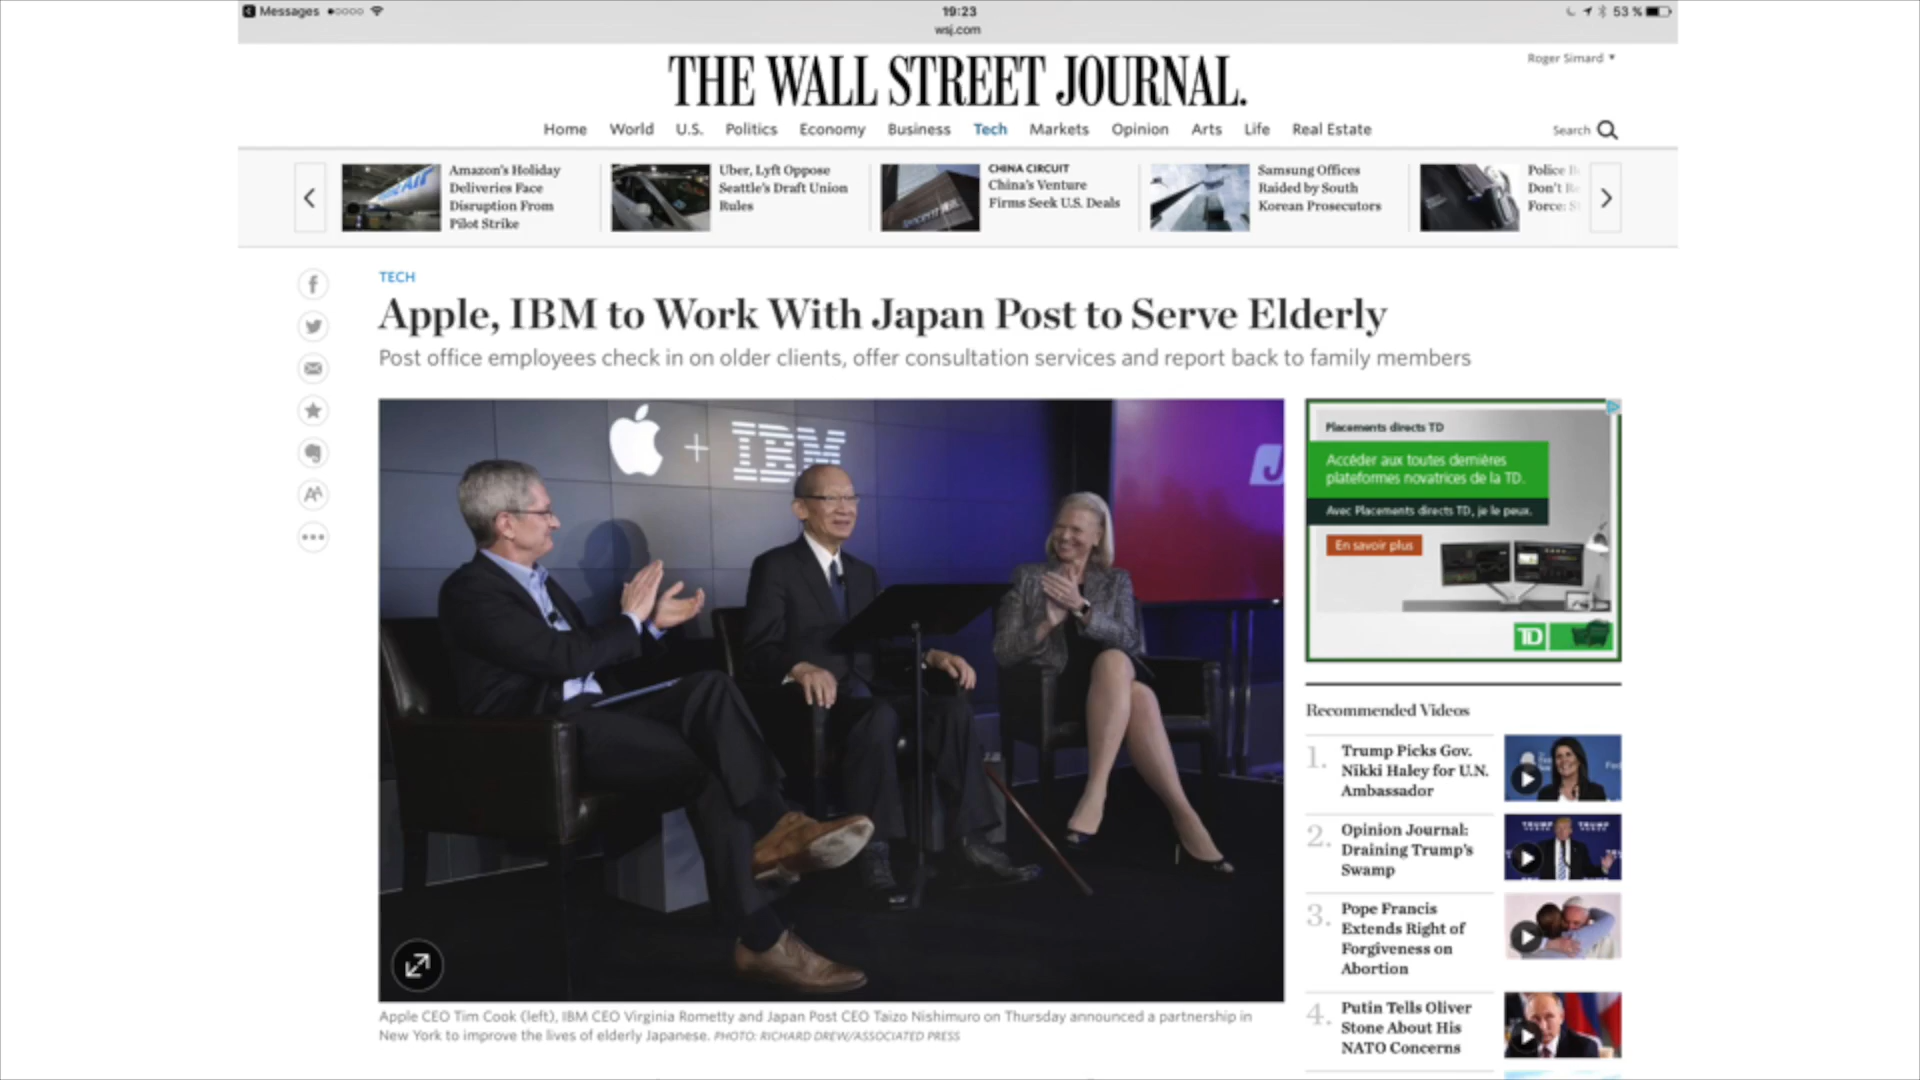 Messages
19:23
53 %
wsj.com
Roger Simard
THE WALL STREET JOURNAL.
Home World U.S. Politics Economy Business Tech Markets Opinion Arts Life Real Estate
Search
Amazon's Holiday
Deliveries Face
Disruption From
Pilot Strike
Uber, Lyft Oppose
Seattle's Draft Union
Rules
CHINA CIRCUIT
China's Venture
Firms Seek U.S. Deals
Samsung Offices
Raided by South
Korean Prosecutors
Police
Don't
Force:
TECH
Apple, IBM to Work With Japan Post to Serve Elderly
Post office employees check in on older clients, offer consultation services and report back to family members
+ IBM
J
Placements directs TD
Accéder aux toutes dernières
plateformes novatrices de la TD.
Avec Placements directs TD, je le peux.
En savoir plus
TD
Recommended Videos
1. Trump Picks Gov.
Nikki Haley for U.N.
Ambassador
2. Opinion Journal:
Draining Trump's
Swamp
3. Pope Francis
Extends Right of
Forgiveness on
Abortion
4. Putin Tells Oliver
Stone About His
NATO Concerns
Apple CEO Tim Cook (left), IBM CEO Virginia Rometty and Japan Post CEO Taizo Nishimuro on Thursday announced a partnership in
New York to improve the lives of elderly Japanese. PHOTO: RICHARD DREW/ASSOCIATED PRESS